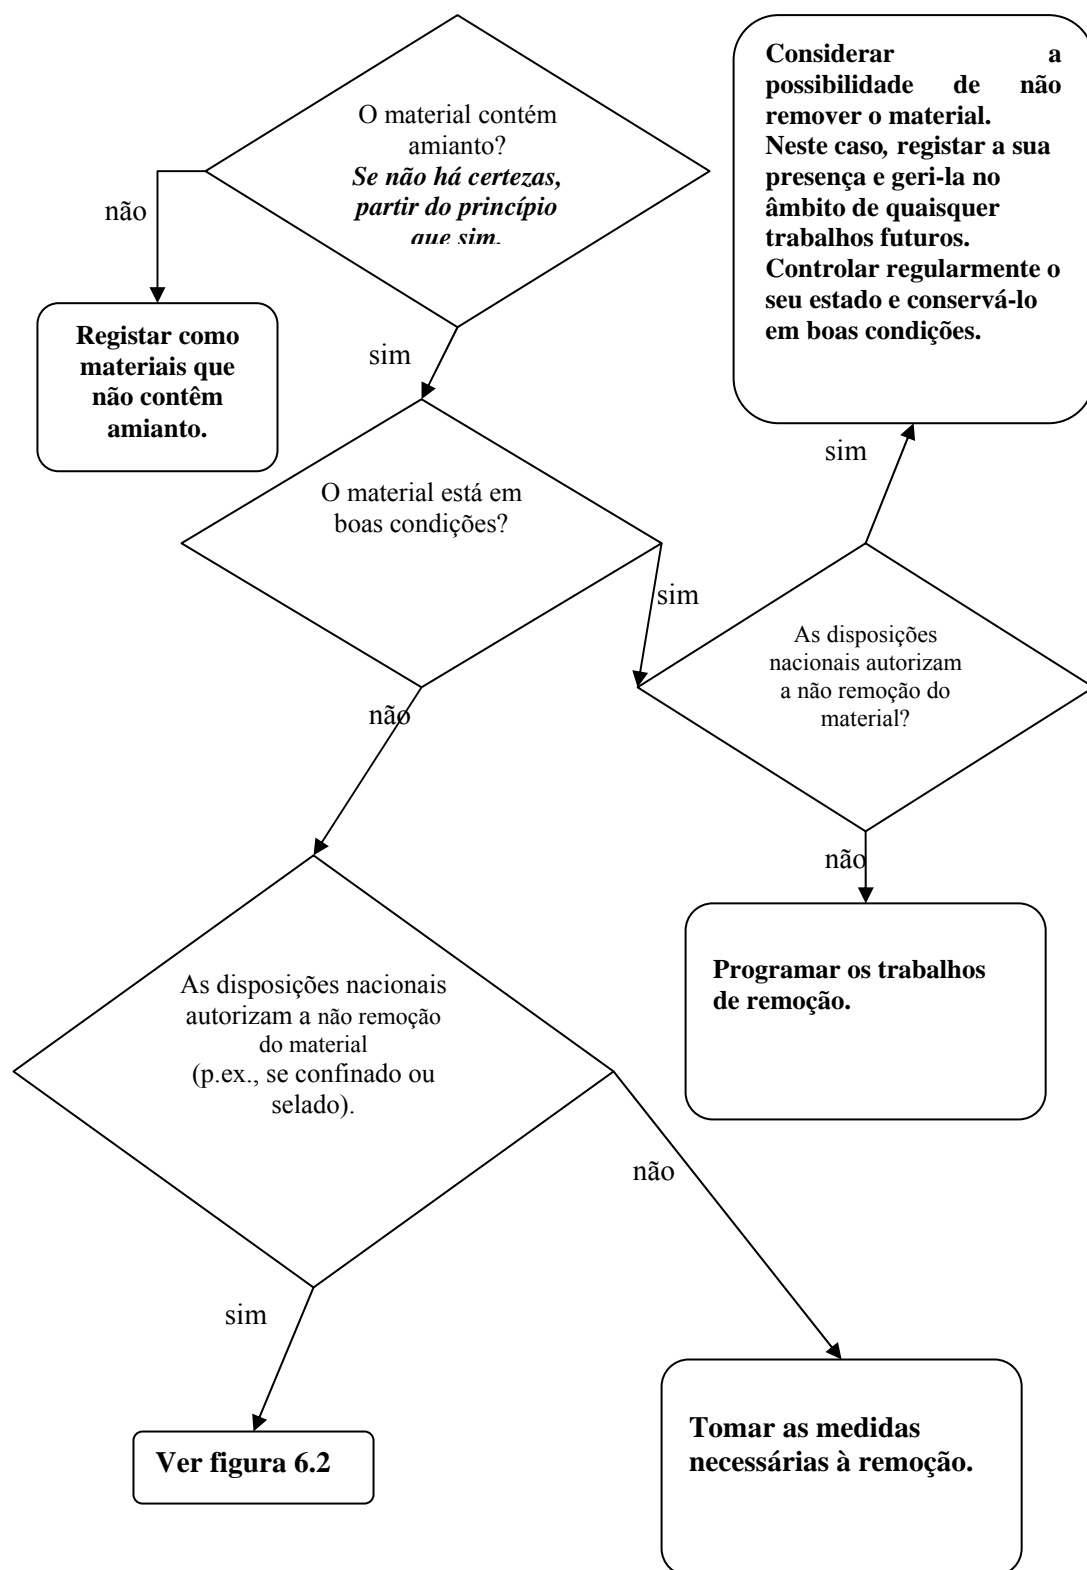 O material contém
amianto?
Se não há certezas,
partir do princípio
que sim.
não
Registar como
materiais que
não contêm
amianto.
sim
O material está em
boas condições?
sim
Considerar a
possibilidade de não
remover o material.
Neste caso, registar a sua
presença e geri-la no
âmbito de quaisquer
trabalhos futuros.
Controlar regularmente o
seu estado e conservá-lo
em boas condições.
sim
As disposições
nacionais autorizam
a não remoção do
material?
não
Programar os trabalhos
de remoção.
não
As disposições nacionais
autorizam a não remoção
do material
(p.ex., se confinado ou
selado).
não
sim
Ver figura 6.2
Tomar as medidas
necessárias à remoção.